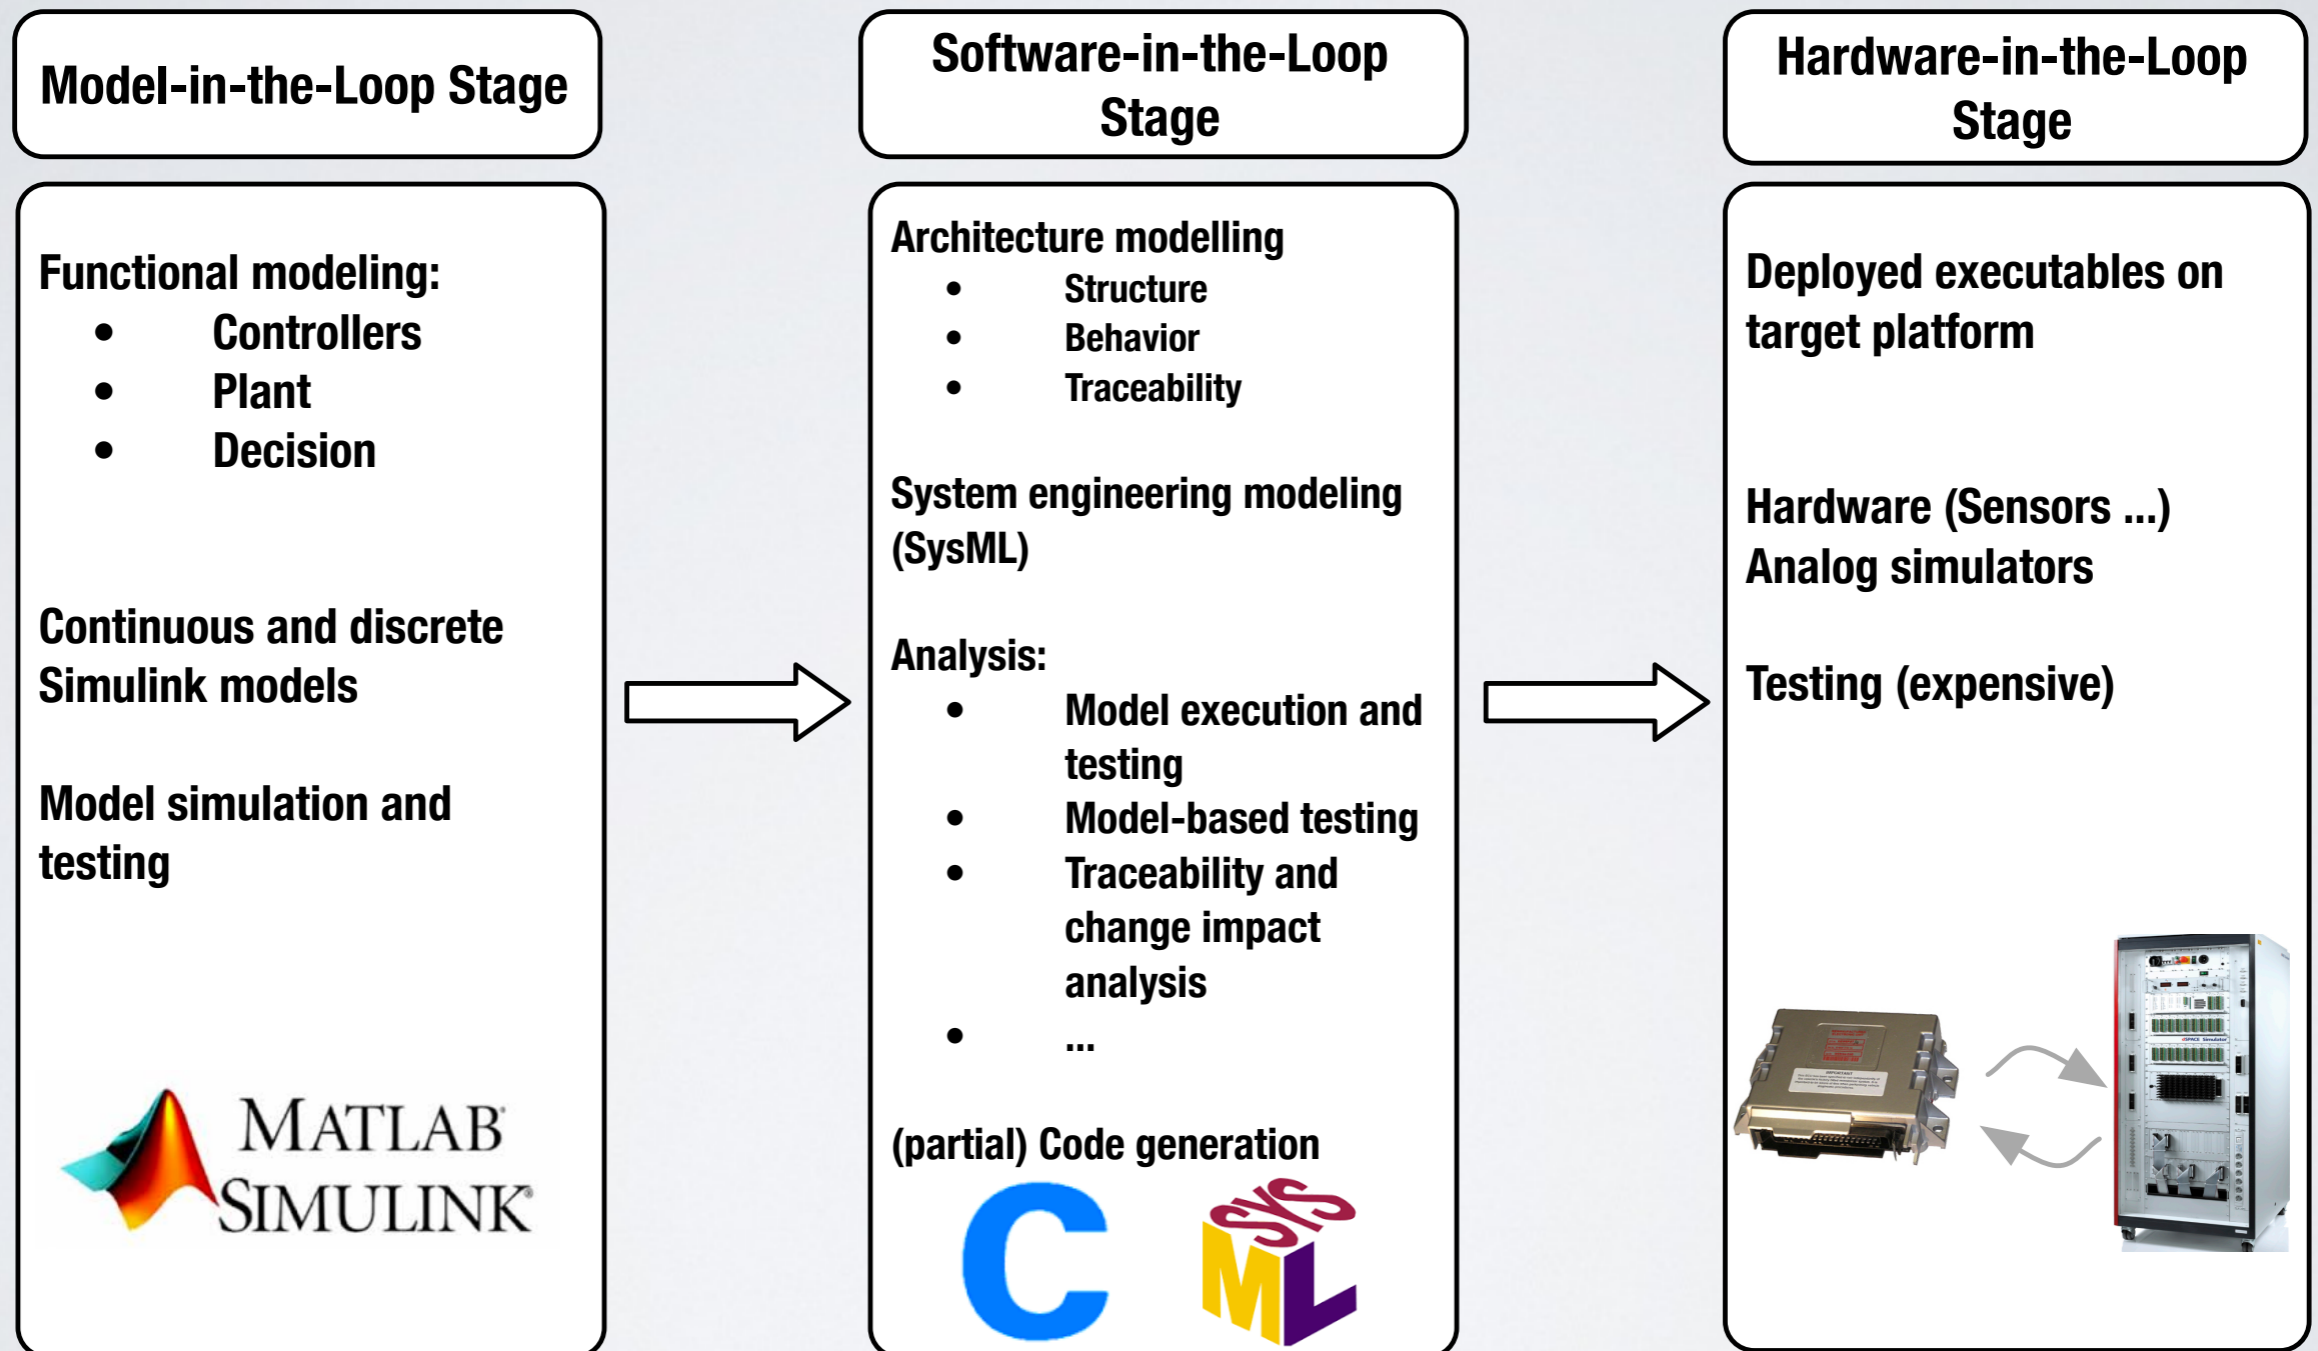 Model-in-the-Loop Stage
Functional modeling:
• Controllers
• Plant
• Decision
Continuous and discrete
Simulink models
Model simulation and
testing
MATLAB
SIMULINK®
Software-in-the-Loop
Stage
Architecture modelling
• Structure
• Behavior
• Traceability
System engineering modeling
(SysML)
Analysis:
• Model execution and
testing
• Model-based testing
• Traceability and
change impact
analysis
• ...
(partial) Code generation
C
SYS
ML
Hardware-in-the-Loop
Stage
Deployed executables on
target platform
Hardware (Sensors ...)
Analog simulators
Testing (expensive)
dSPACE Simulator